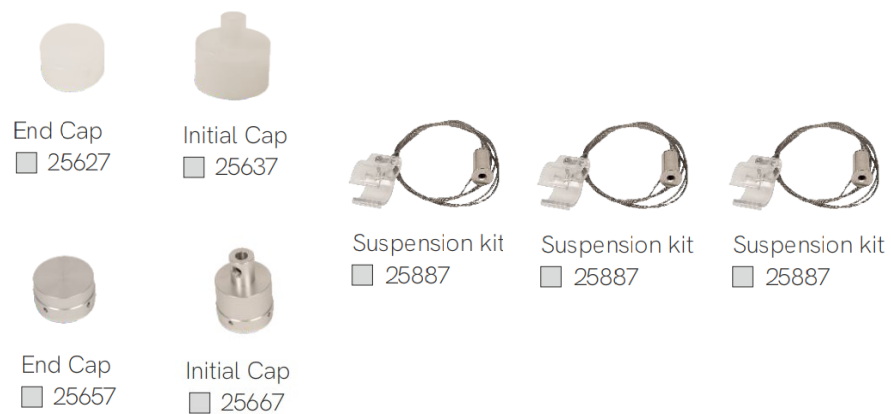 End Cap
25627
Initial Cap
25637
Suspension kit
25887
Suspension kit
25887
Suspension kit
25887
End Cap
25657
Initial Cap
25667